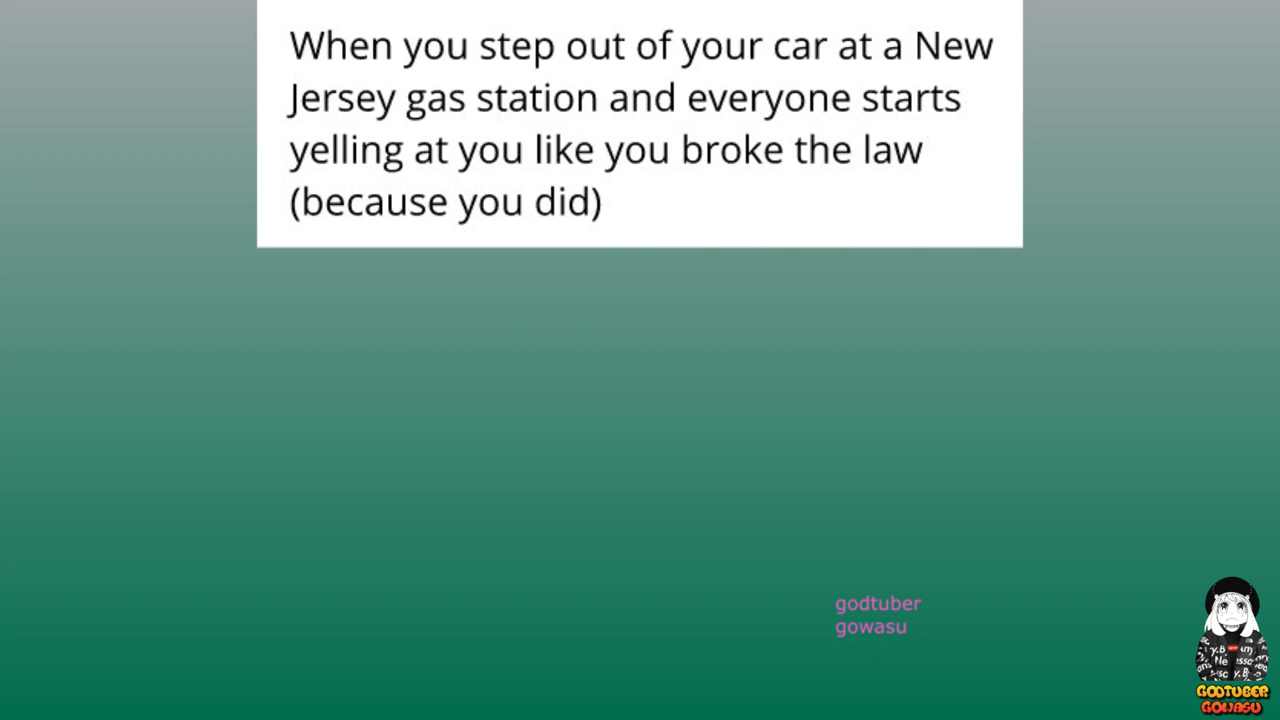 When you step out of your car at a New
Jersey gas station and everyone starts
yelling at you like you broke the law
(because you did)
godtuber
gowasu
GODTUBER
GOWASU